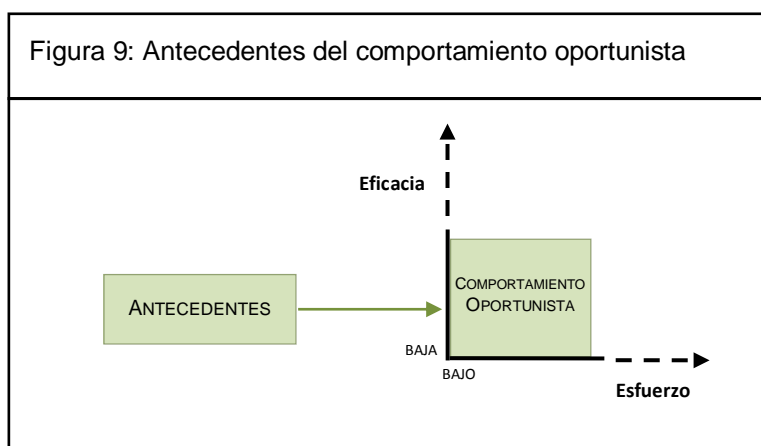 Figura 9: Antecedentes del comportamiento oportunista
Eficacia
COMPORTAMIENTO
OPORTUNISTA
ANTECEDENTES
BAJA
BAJO
Esfuerzo